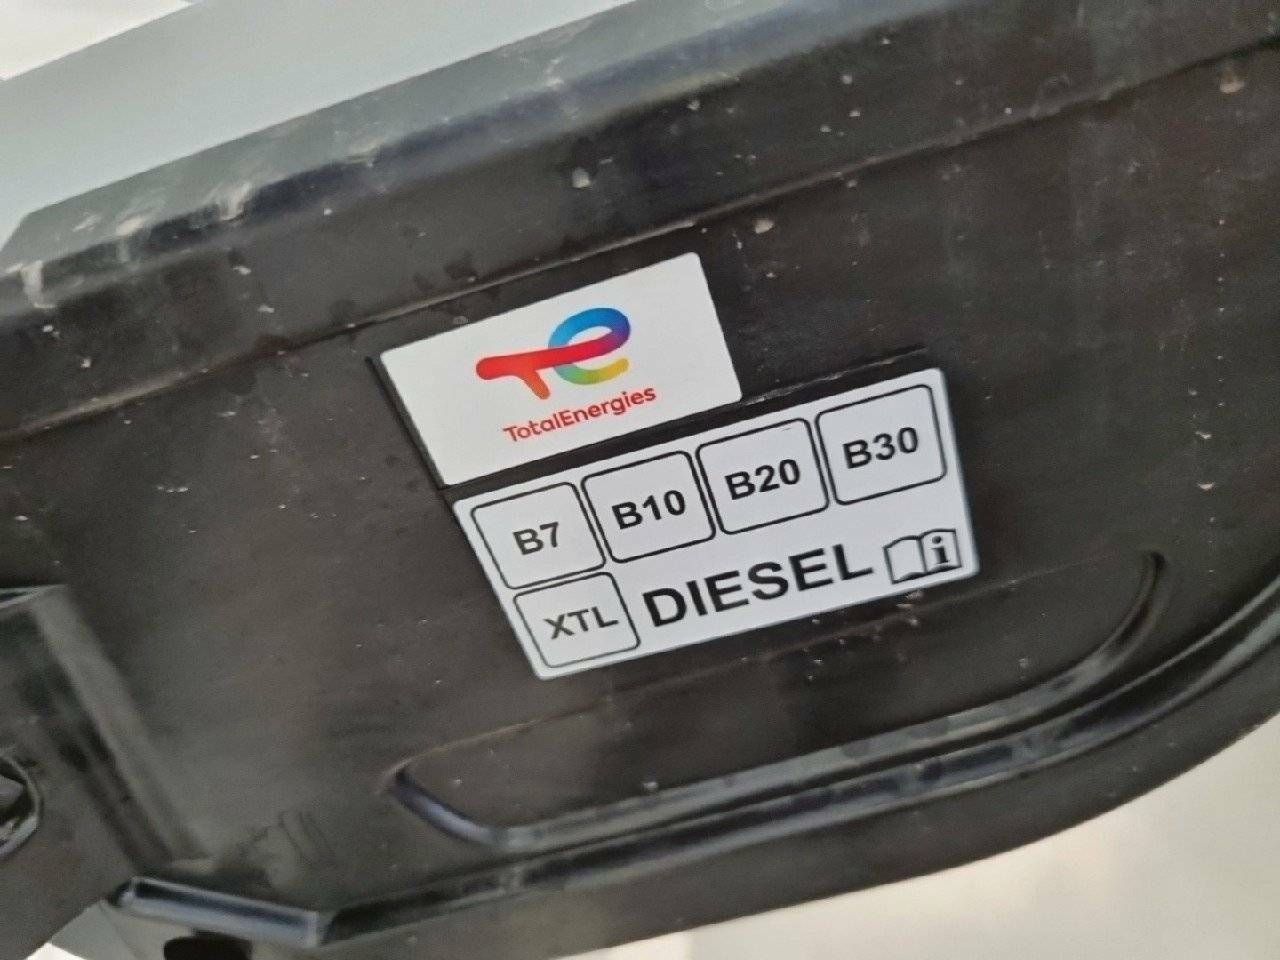 TotalEnergies
B7 B10 B20 B30
XTL DIESEL i